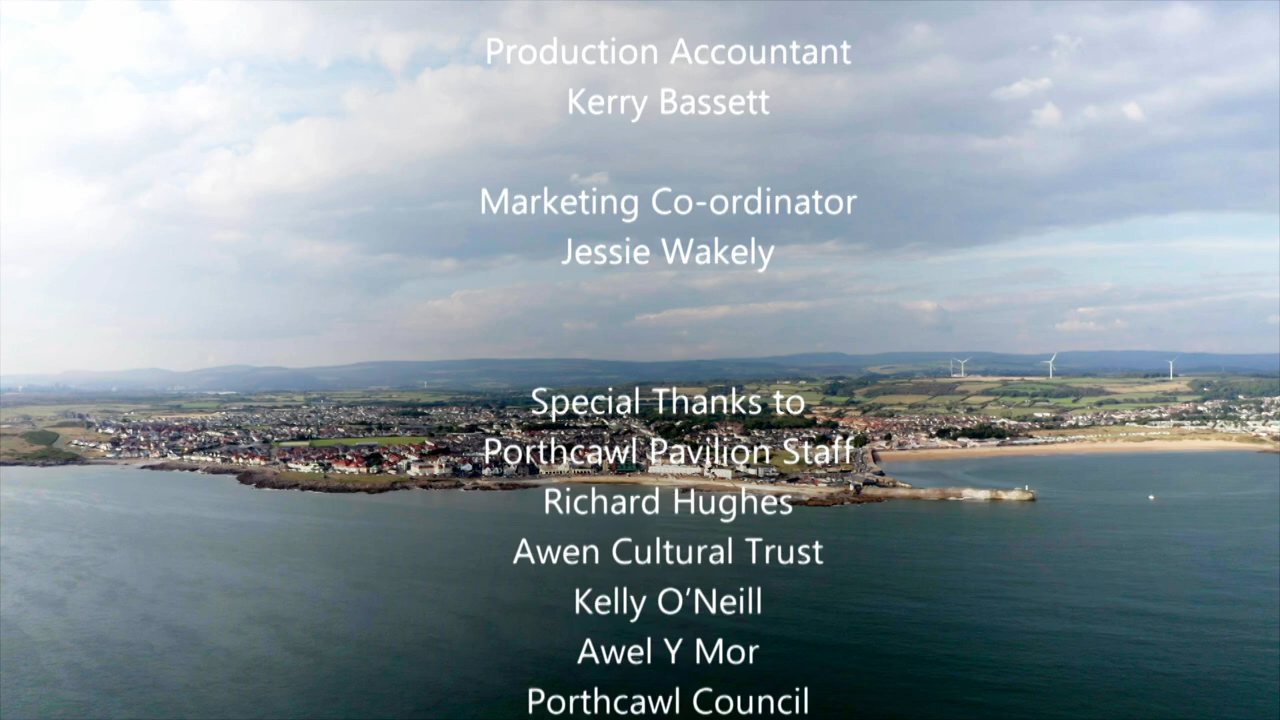 Production Accountant
Kerry Bassett
Marketing Co-ordinator
Jessie Wakely
Special Thanks to
Porthcawl Pavilion Staff
Richard Hughes
Awen Cultural Trust
Kelly O'Neill
Awel Y Mor
Porthcawl Council